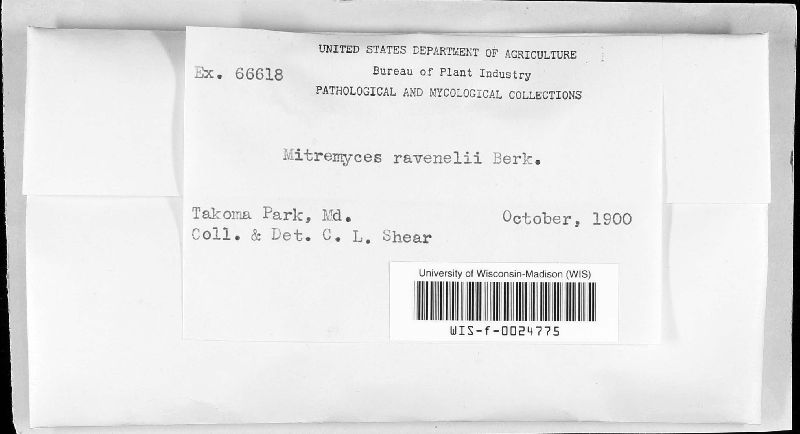 UNITED STATES DEPARTMENT OF AGRICULTURE
Ex. 66618
Bureau of Plant Industry
PATHOLOGICAL AND MYCOLOGICAL COLLECTIONS
Mitremyces ravenelii Berk.
Takoma Park, Md. October, 1900
Coll. & Det. C. L. Shear
University of Wisconsin-Madison (WIS)
WIS-f-0024775